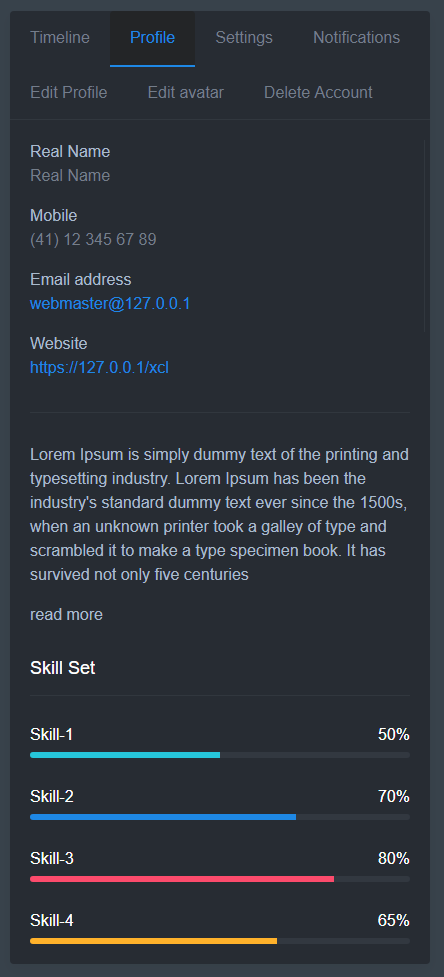 Timeline Profile Settings Notifications
Edit Profile Edit avatar Delete Account
Real Name
Real Name
Mobile
(41) 12 345 67 89
Email address
webmaster@127.0.0.1
Website
https://127.0.0.1/xcl
Lorem Ipsum is simply dummy text of the printing and
typesetting industry. Lorem Ipsum has been the
industry's standard dummy text ever since the 1500s,
when an unknown printer took a galley of type and
scrambled it to make a type specimen book. It has
survived not only five centuries
read more
Skill Set
Skill-1 50%
Skill-2 70%
Skill-3 80%
Skill-4 65%